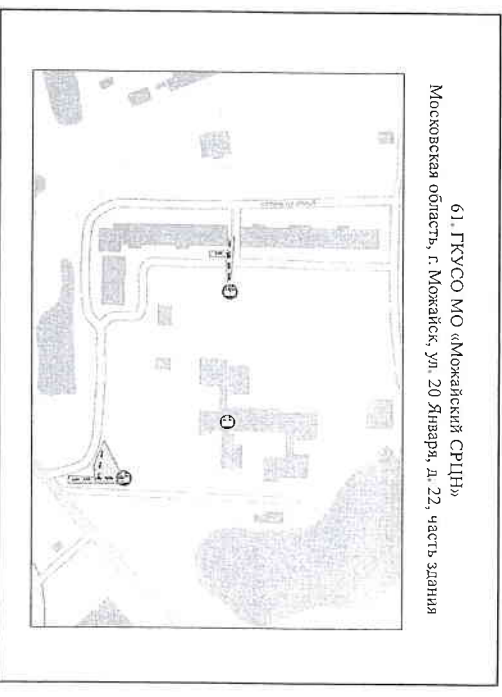 61. ГКУСО МО «Можайский СРЦН»
Московская область, г. Можайск, ул. 20 Января, д. 22, часть здания